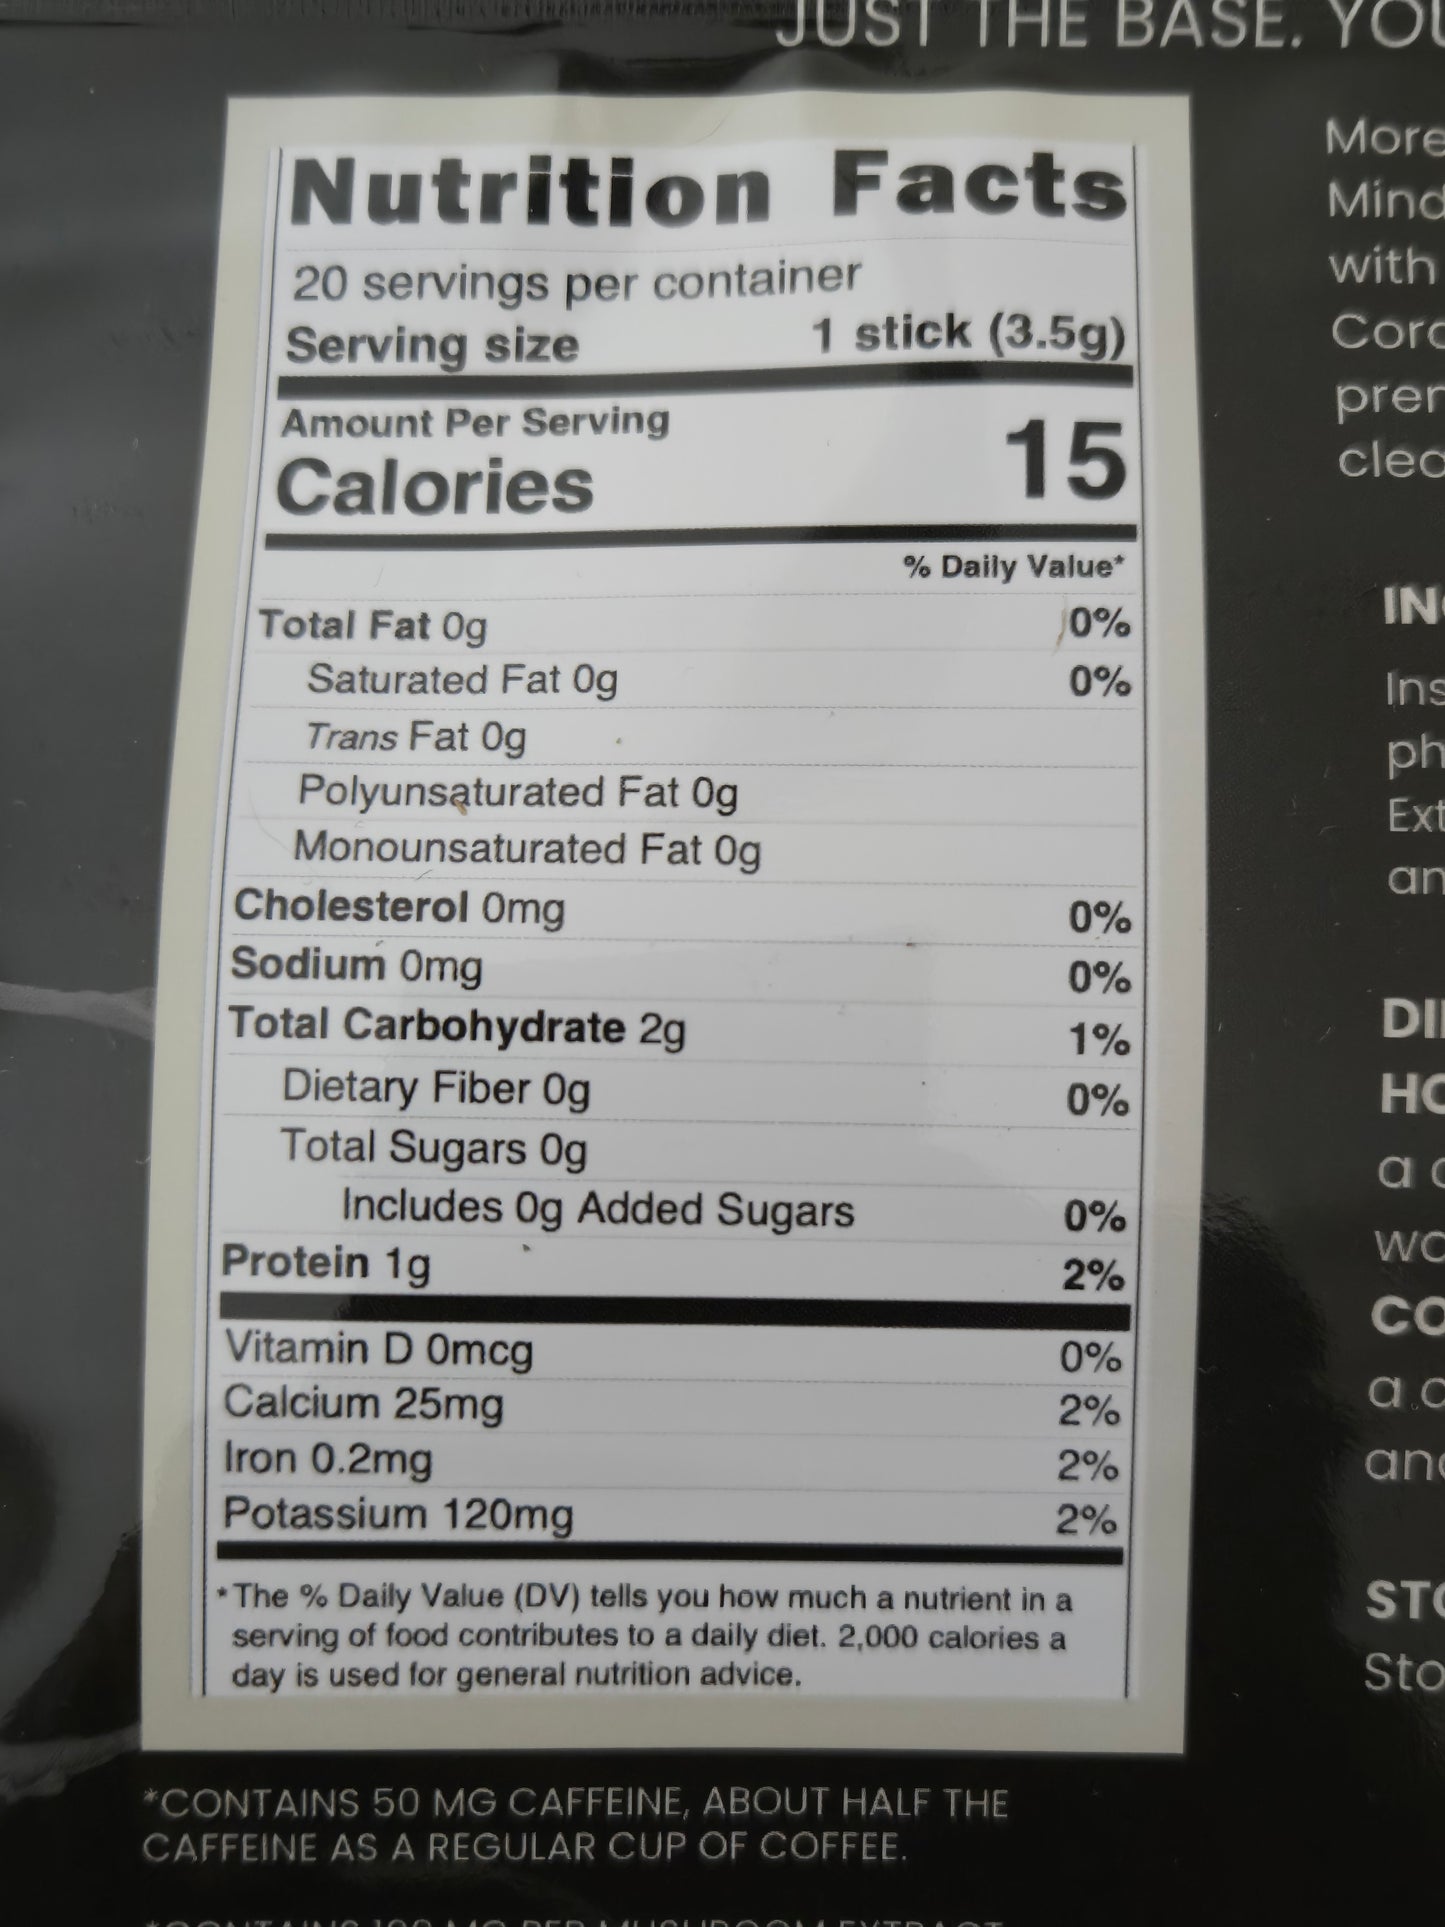 JUST THE BASE.
Nutrition Facts
20 servings per container
Serving size 1 stick (3.5g)
Amount Per Serving
Calories 15
% Daily Value*
Total Fat 0g 0%
Saturated Fat 0g 0%
Trans Fat 0g
Polyunsaturated Fat 0g
Monounsaturated Fat 0g
Cholesterol 0mg 0%
Sodium 0mg 0%
Total Carbohydrate 2g 1%
Dietary Fiber 0g 0%
Total Sugars 0g
Includes 0g Added Sugars 0%
Protein 1g 2%
Vitamin D 0mcg 0%
Calcium 25mg 2%
Iron 0.2mg 2%
Potassium 120mg 2%
*The % Daily Value (DV) tells you how much a nutrient in a
serving of food contributes to a daily diet. 2,000 calories a
day is used for general nutrition advice.
*CONTAINS 50 MG CAFFEINE, ABOUT HALF THE
CAFFEINE AS A REGULAR CUP OF COFFEE.
More
Mind
with
a